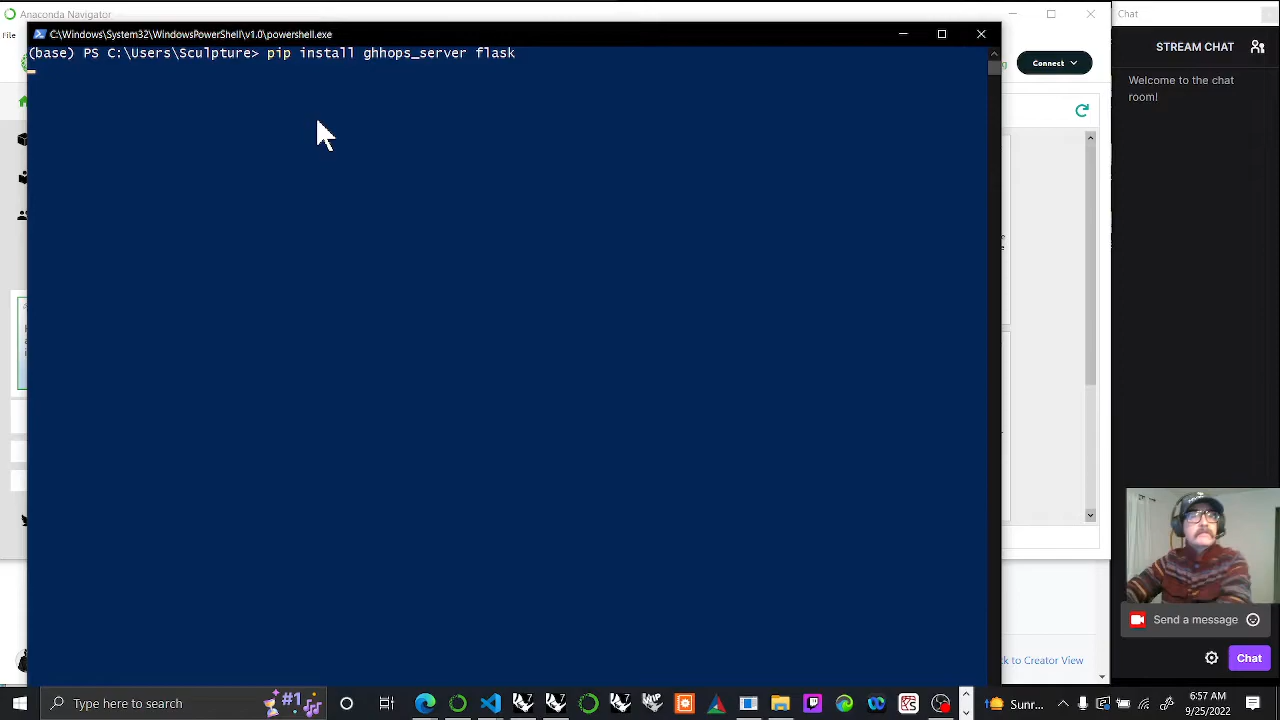 Anaconda Navigator
C:\Windows\System32\WindowsPowerShell\v1.0\powershell.exe
File
(base) PS C:\Users\Sculpture> pip install ghhops_server flask
Connect
Chat
STREAM CHAT
Welcome to the chat
room!
Send a message
Chat
to Creator View
Type here to search
Sunr...
6:57 AM
9/25/2022